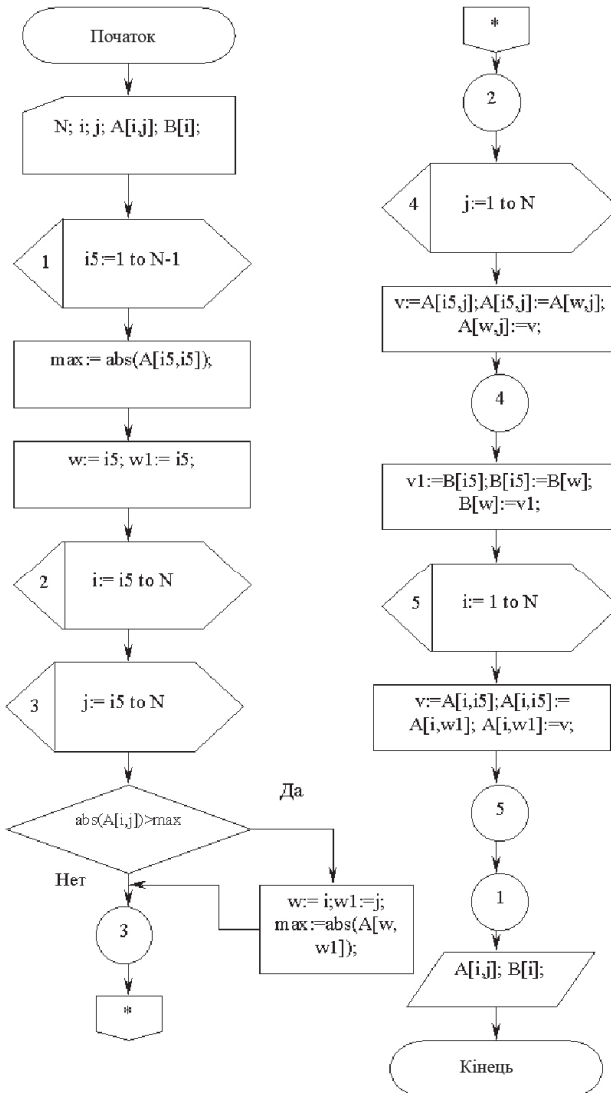 Початок
N; i; j; A[i,j]; B[i];
1
i5:=1 to N-1
max:= abs(A[i5,i5]);
w:= i5; w1:= i5;
2
i:= i5 to N
3
j:= i5 to N
abs(A[i,j])>max
Да
Нет
w:= i;w1:=j;
max:=abs(A[w,
w1]);
3
*
*
2
4
j:=1 to N
v:=A[i5,j];A[i5,j]:=A[w,j];
A[w,j]:=v;
4
v1:=B[i5];B[i5]:=B[w];
B[w]:=v1;
5
i:= 1 to N
v:=A[i,i5];A[i,i5]:=
A[i,w1]; A[i,w1]:=v;
5
1
A[i,j]; B[i];
Кінець